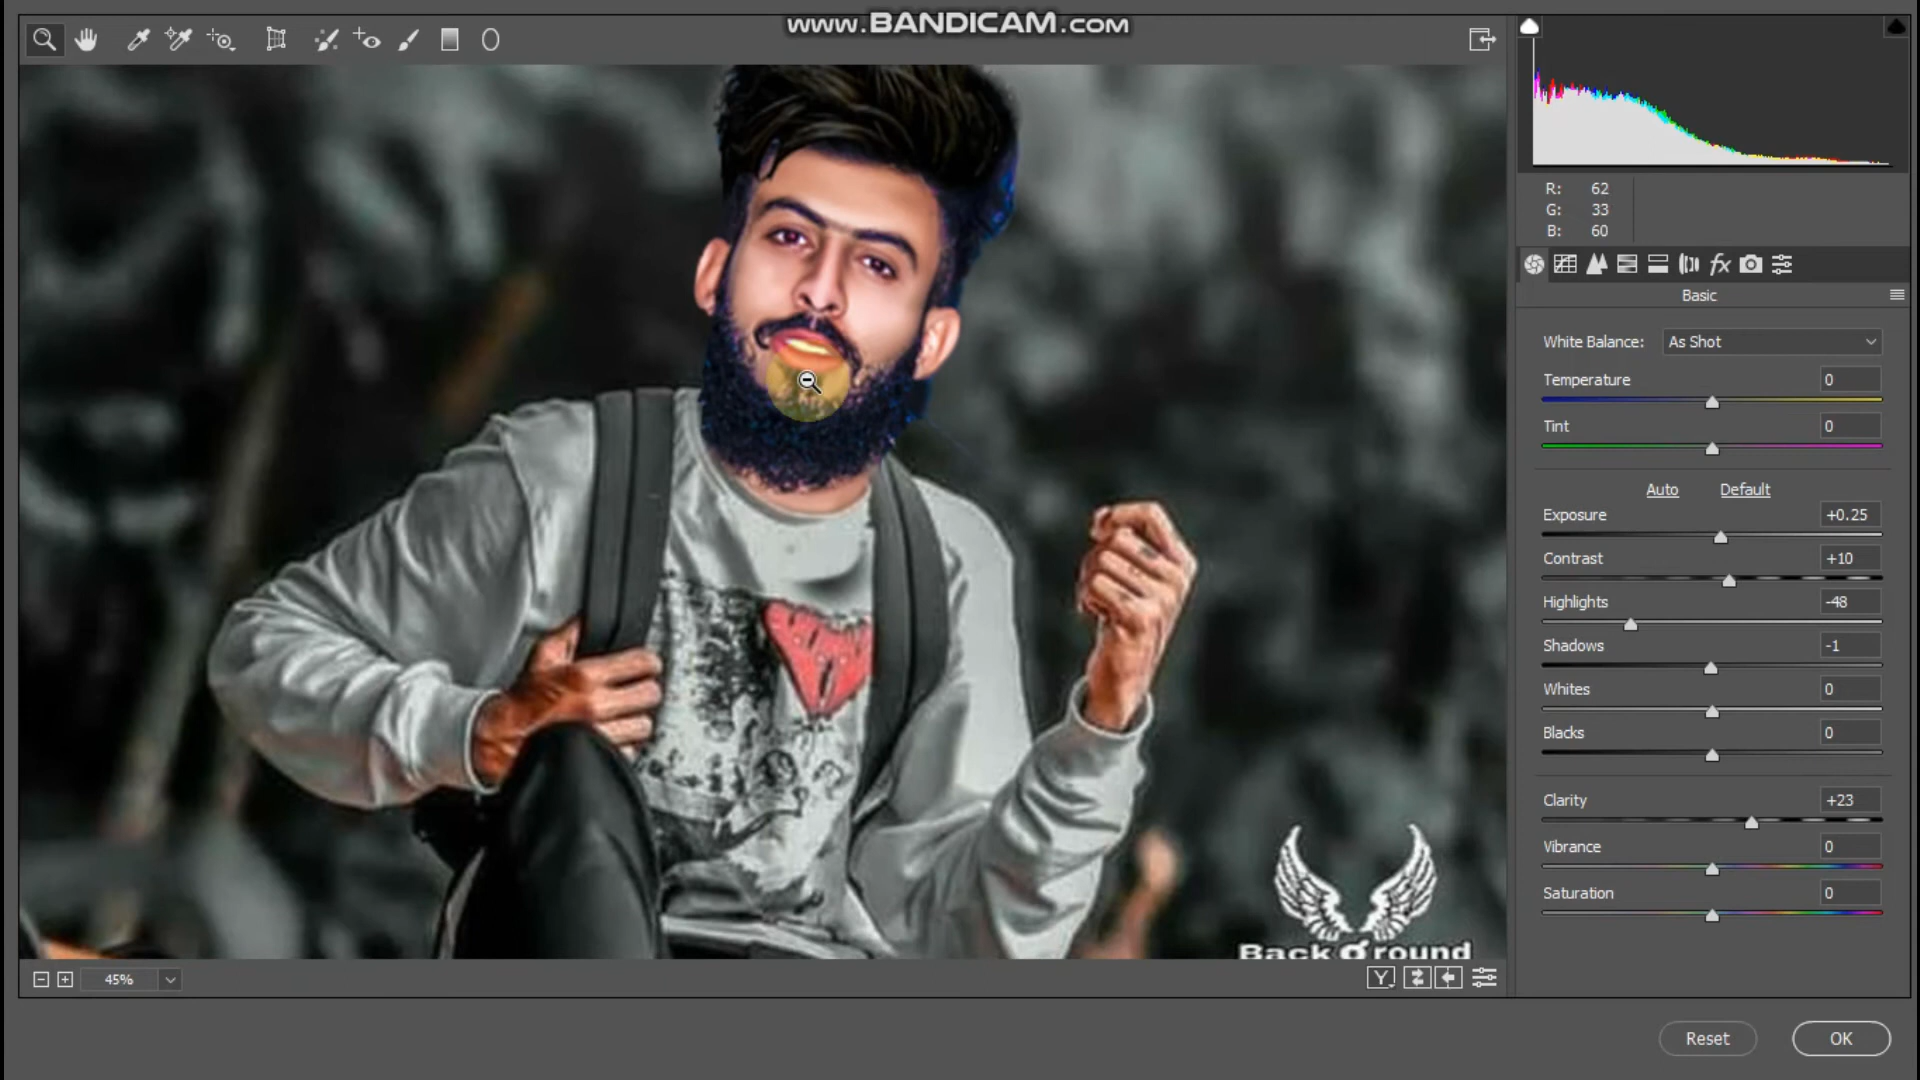 www.BANDICAM.com
R: 62
G: 33
B: 60
Basic
White Balance: As Shot
Temperature 0
Tint 0
Auto Default
Exposure +0.25
Contrast +10
Highlights -48
Shadows -1
Whites 0
Blacks 0
Clarity +23
Vibrance 0
Saturation 0
Background
45%
Y
Reset OK